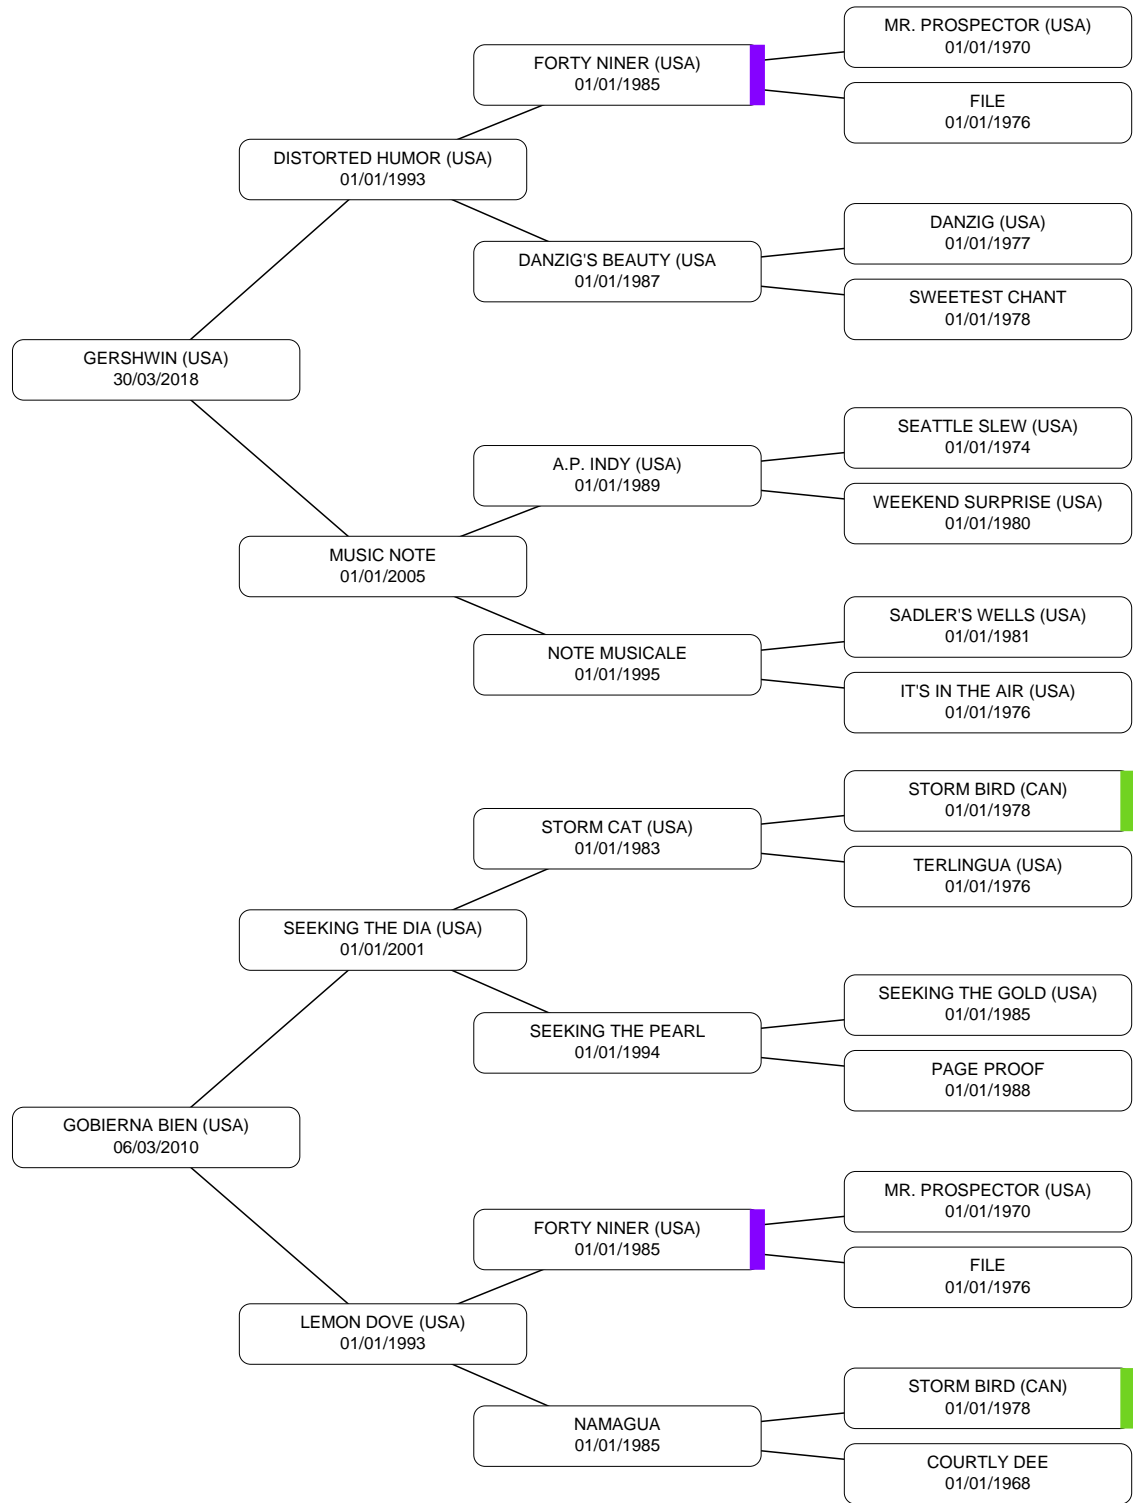 MR. PROSPECTOR (USA)
01/01/1970
FORTY NINER (USA)
01/01/1985
FILE
01/01/1976
DISTORTED HUMOR (USA)
01/01/1993
DANZIG (USA)
01/01/1977
DANZIG'S BEAUTY (USA
01/01/1987
SWEETEST CHANT
01/01/1978
GERSHWIN (USA)
30/03/2018
SEATTLE SLEW (USA)
01/01/1974
A.P. INDY (USA)
01/01/1989
WEEKEND SURPRISE (USA)
01/01/1980
MUSIC NOTE
01/01/2005
SADLER'S WELLS (USA)
01/01/1981
NOTE MUSICALE
01/01/1995
IT'S IN THE AIR (USA)
01/01/1976
STORM BIRD (CAN)
01/01/1978
STORM CAT (USA)
01/01/1983
TERLINGUA (USA)
01/01/1976
SEEKING THE DIA (USA)
01/01/2001
SEEKING THE GOLD (USA)
01/01/1985
SEEKING THE PEARL
01/01/1994
PAGE PROOF
01/01/1988
GOBIERNA BIEN (USA)
06/03/2010
MR. PROSPECTOR (USA)
01/01/1970
FORTY NINER (USA)
01/01/1985
FILE
01/01/1976
LEMON DOVE (USA)
01/01/1993
STORM BIRD (CAN)
01/01/1978
NAMAGUA
01/01/1985
COURTLY DEE
01/01/1968